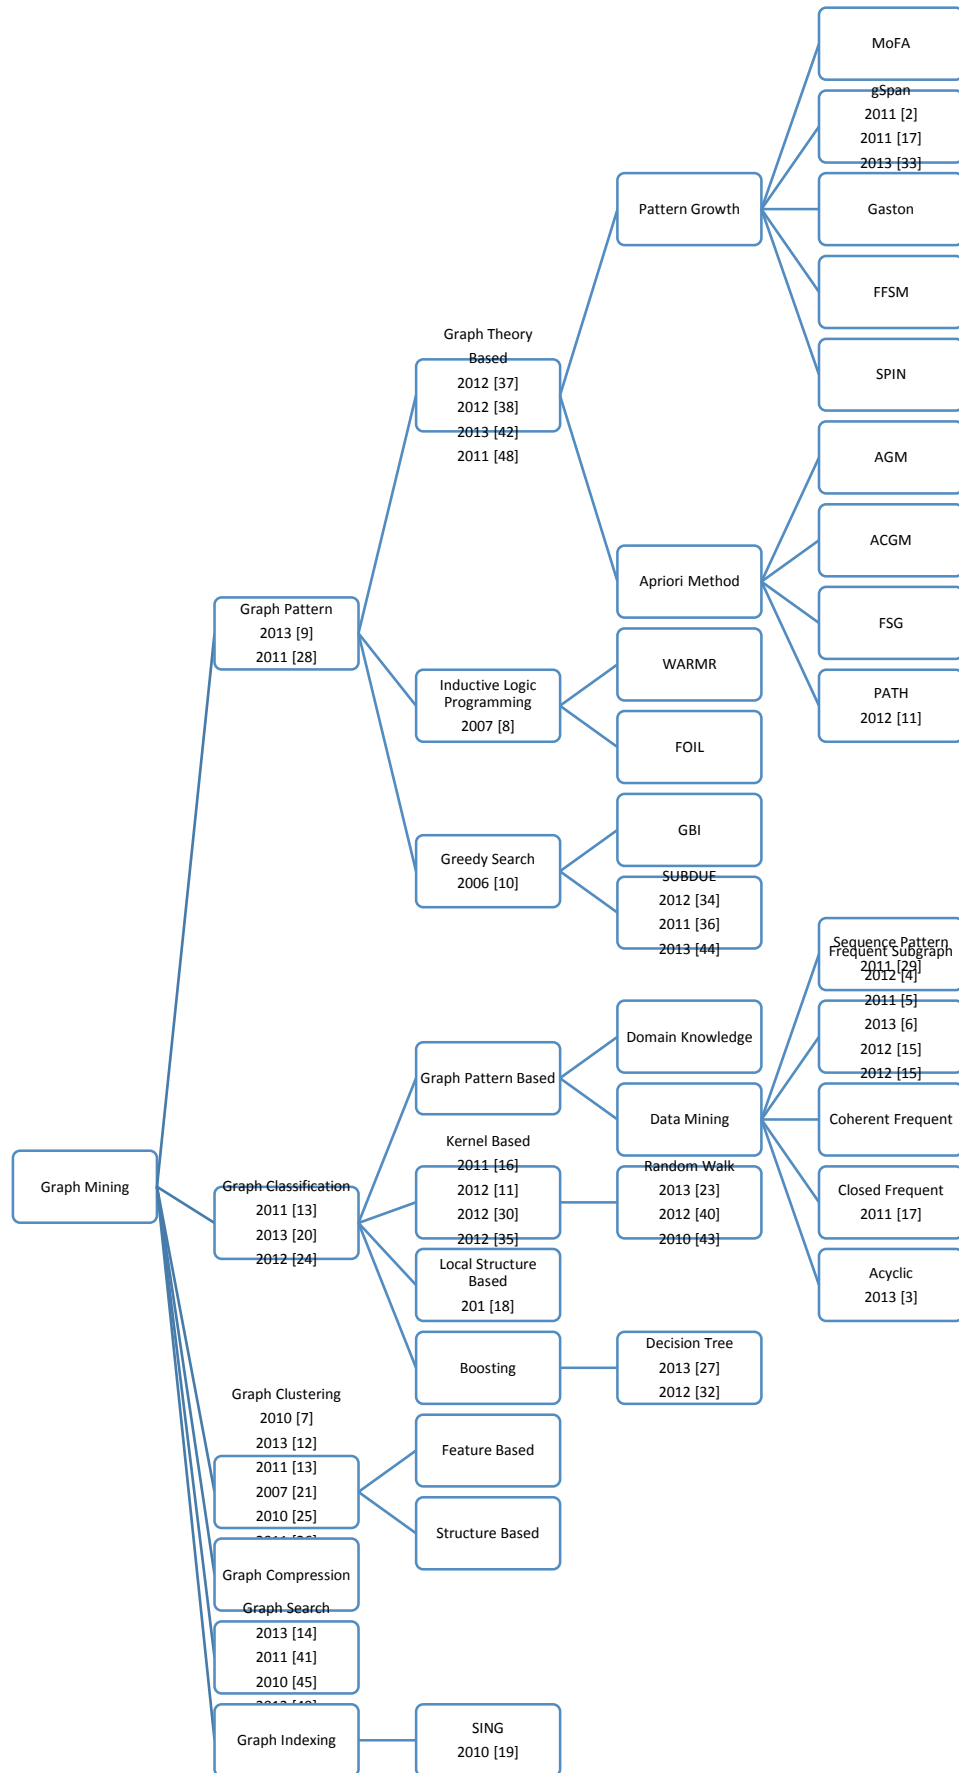 MoFA
gSpan
2011 [2]
2011 [17]
2013 [33]
Pattern Growth
Gaston
FFSM
Graph Theory
Based
2012 [37]
2012 [38]
2013 [42]
2011 [48]
SPIN
AGM
ACGM
Apriori Method
FSG
Graph Pattern
2013 [9]
2011 [28]
WARMR
PATH
2012 [11]
Inductive Logic
Programming
2007 [8]
FOIL
GBI
Greedy Search
2006 [10]
SUBDUE
2012 [34]
2011 [36]
2013 [44]
Sequence Pattern
2011 [29]
Frequent Subgraph
2012 [4]
2011 [5]
2013 [6]
2012 [15]
2012 [15]
Domain Knowledge
Graph Pattern Based
Data Mining
Coherent Frequent
Graph Mining
Graph Classification
2011 [13]
2013 [20]
2012 [24]
Kernel Based
2011 [16]
2012 [11]
2012 [30]
2012 [35]
Random Walk
2013 [23]
2012 [40]
2010 [43]
Closed Frequent
2011 [17]
Local Structure
Based
201 [18]
Acyclic
2013 [3]
Boosting
Decision Tree
2013 [27]
2012 [32]
Graph Clustering
2010 [7]
2013 [12]
2011 [13]
2007 [21]
2010 [25]
Feature Based
Structure Based
Graph Compression
Graph Search
2013 [14]
2011 [41]
2010 [45]
Graph Indexing
SING
2010 [19]